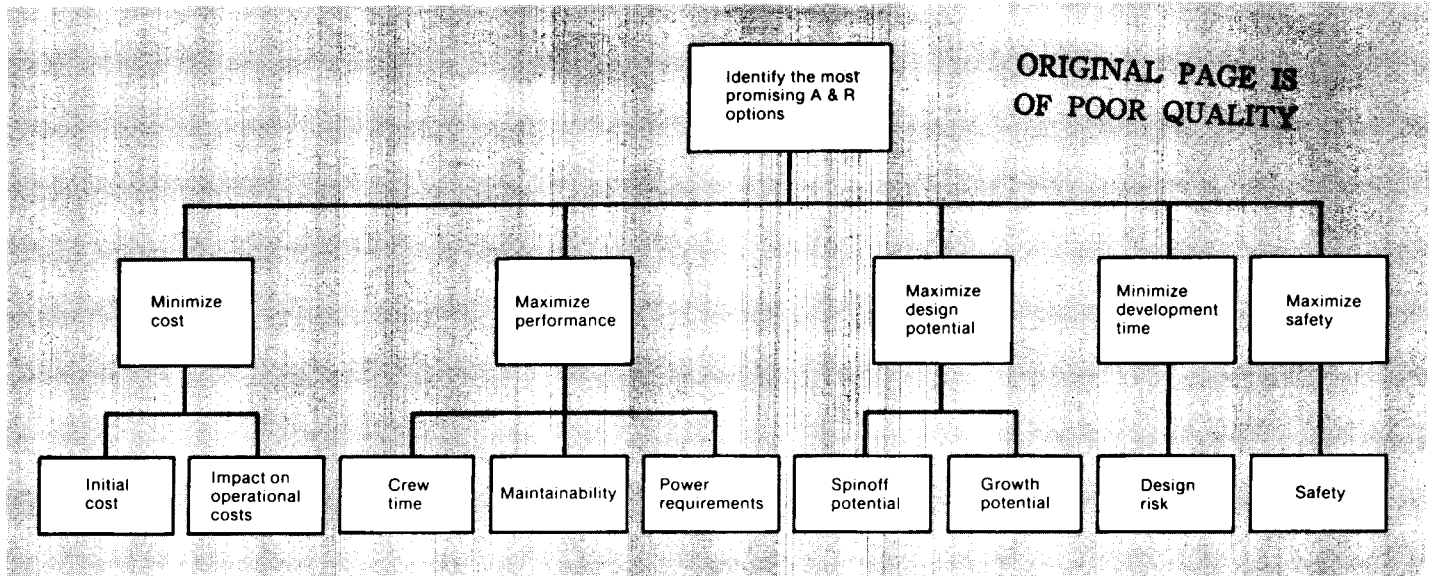 Identify the most
promising A & R
options
ORIGINAL PAGE IS
OF POOR QUALITY
Minimize
cost
Maximize
performance
Maximize
design
potential
Minimize
development
time
Maximize
safety
Initial
cost
Impact on
operational
costs
Crew
time
Maintainability
Power
requirements
Spinoff
potential
Growth
potential
Design
risk
Safety